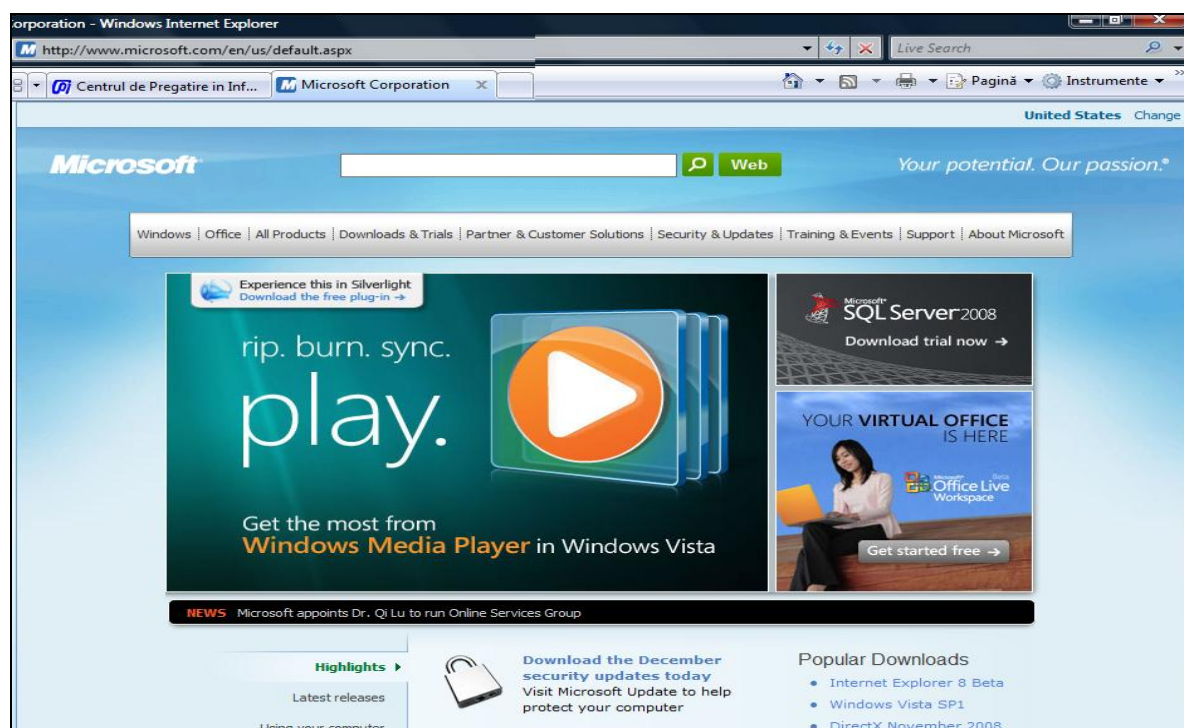 orporation - Windows Internet Explorer
http://www.microsoft.com/en/us/default.aspx
Live Search
Centrul de Pregatire in Inf...
Microsoft Corporation
Pagină
Instrumente
United States Change
Microsoft
Web
Your potential. Our passion.®
Windows | Office | All Products | Downloads & Trials | Partner & Customer Solutions | Security & Updates | Training & Events | Support | About Microsoft
Experience this in Silverlight
Download the free plug-in →
rip. burn. sync.
play.
Get the most from
Windows Media Player in Windows Vista
Microsoft®
SQL Server 2008
Download trial now →
YOUR VIRTUAL OFFICE
IS HERE
Microsoft® Beta
Office Live
Workspace
Get started free →
NEWS Microsoft appoints Dr. Qi Lu to run Online Services Group
Highlights
Latest releases
Using your computer
Download the December
security updates today
Visit Microsoft Update to help
protect your computer
Popular Downloads
• Internet Explorer 8 Beta
• Windows Vista SP1
• DirectX November 2008